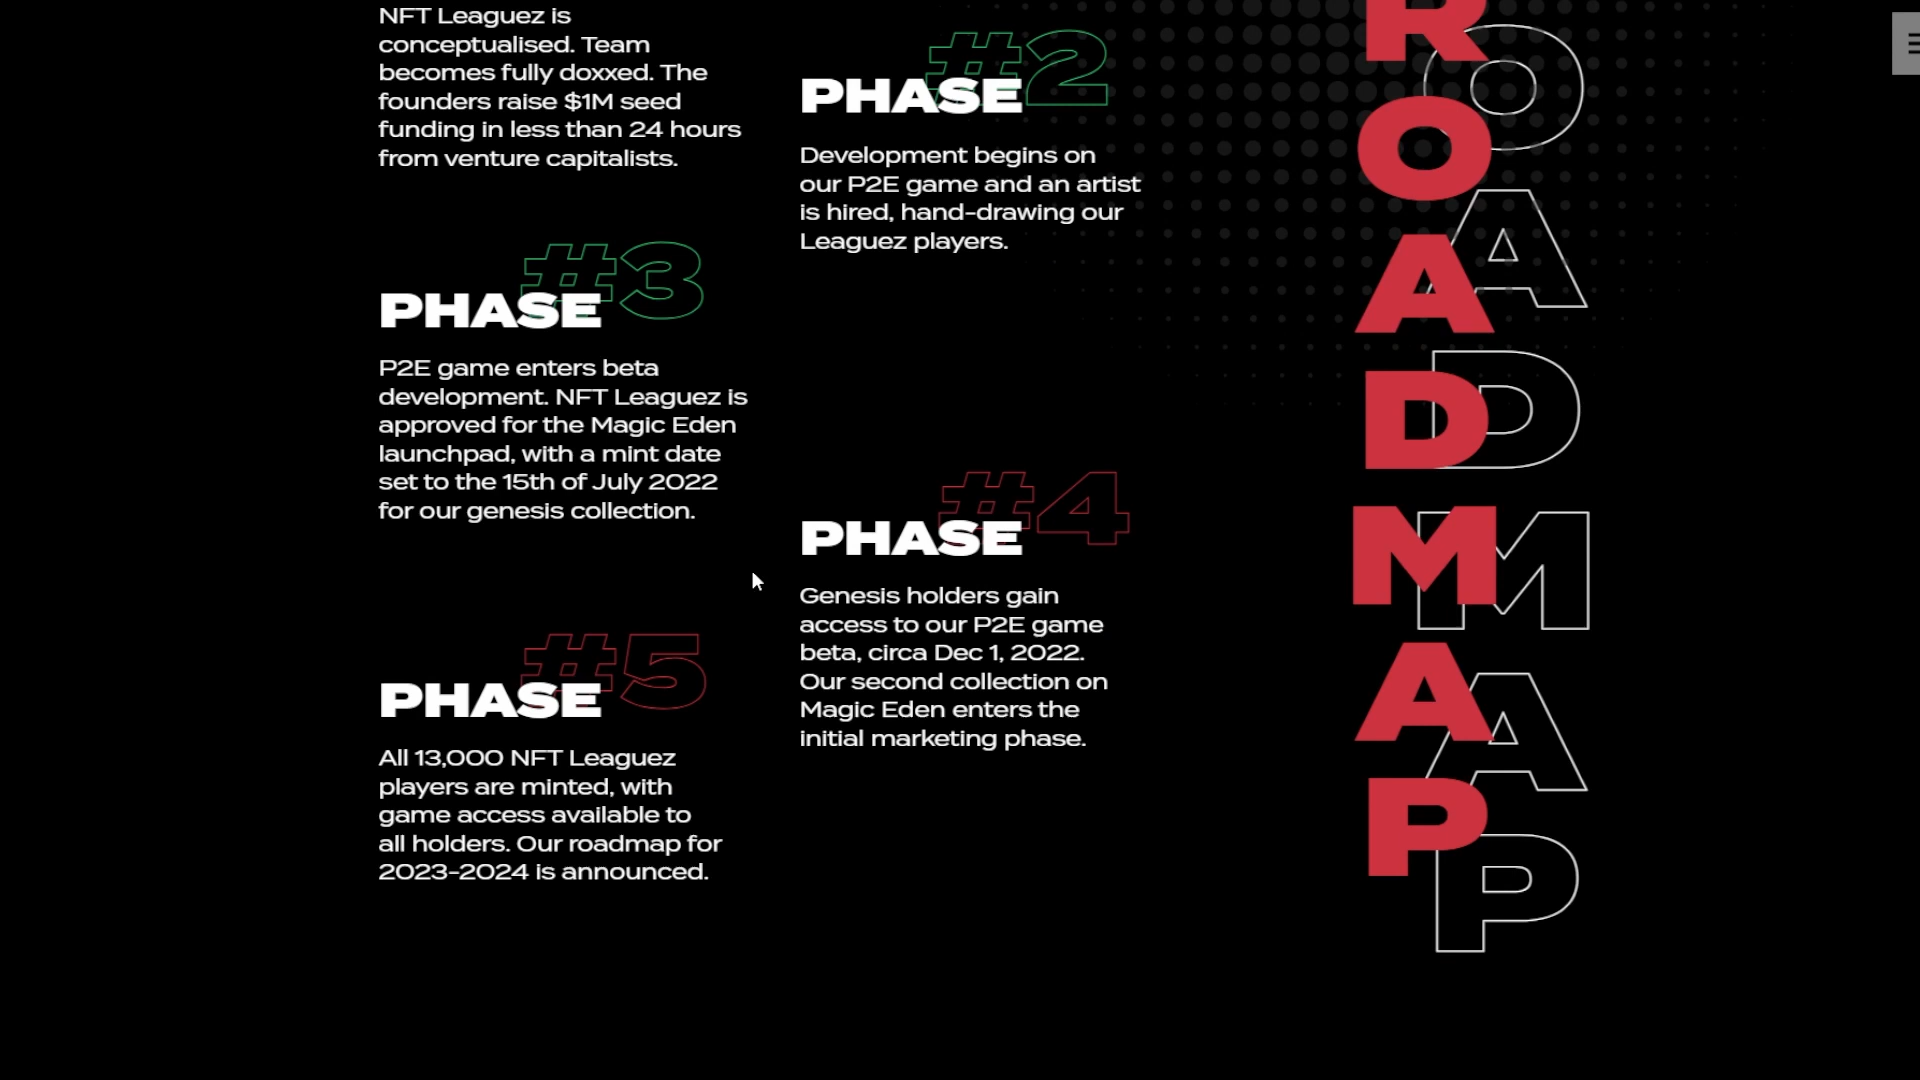 NFT Leaguez is
conceptualised. Team
becomes fully doxxed. The
founders raise $1M seed
funding in less than 24 hours
from venture capitalists.
#2
PHASE
Development begins on
our P2E game and an artist
is hired, hand-drawing our
Leaguez players.
#3
PHASE
P2E game enters beta
development. NFT Leaguez is
approved for the Magic Eden
launchpad, with a mint date
set to the 15th of July 2022
for our genesis collection.
#4
PHASE
Genesis holders gain
access to our P2E game
beta, circa Dec 1, 2022.
Our second collection on
Magic Eden enters the
initial marketing phase.
#5
PHASE
All 13,000 NFT Leaguez
players are minted, with
game access available to
all holders. Our roadmap for
2023-2024 is announced.
ROADMAP
OADMAP